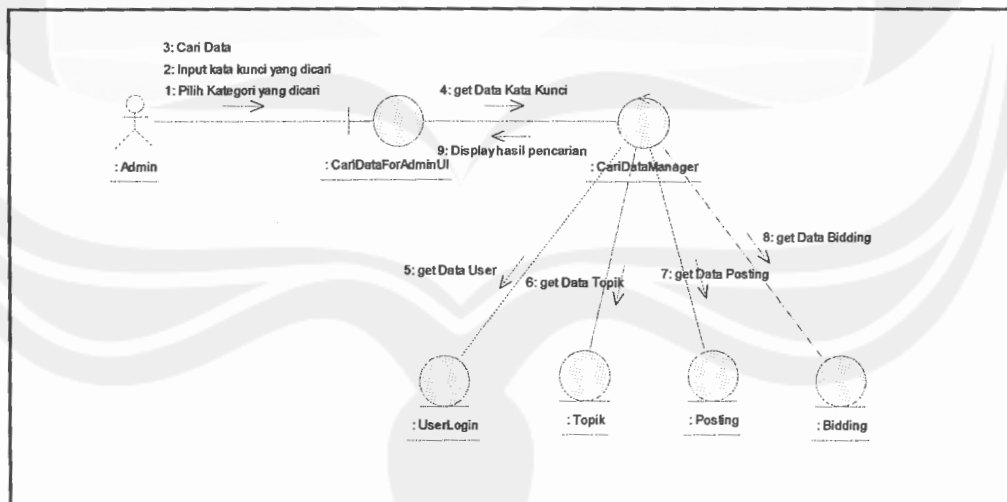 3: Cari Data
2: Input kata kunci yang dicari
1: Pilih Kategori yang dicari
4: get Data Kata Kunci
9: Display hasil pencarian
: Admin
: CariDataForAdminUI
: CariDataManager
8: get Data Bidding
5: get Data User
6: get Data Topik
7: get Data Posting
: UserLogin
: Topik
: Posting
: Bidding